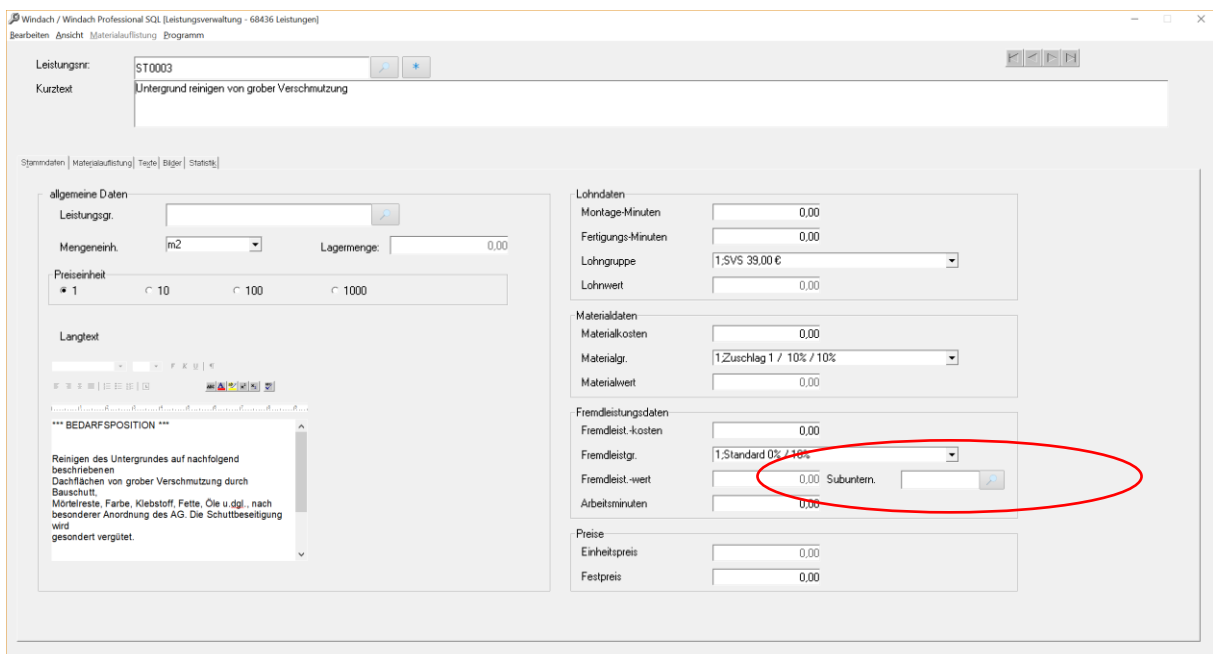 Windach / Windach Professional SQL [Leistungsverwaltung - 68436 Leistungen]
Bearbeiten Ansicht Materialauflistung Programm
Leistungsnr. ST0003
Kurztext Untergrund reinigen von grober Verschmutzung
Stammdaten Materialauflistung Texte Bilder Statistik
allgemeine Daten
Leistungsgr.
Mengeneinh. m2 Lagermenge: 0,00
Preiseinheit
1 10 100 1000
Langtext
F K U
*** BEDARFSPOSITION ***
Reinigen des Untergrundes auf nachfolgend
beschriebenen
Dachflächen von grober Verschmutzung durch
Bauschutt,
Mörtelreste, Farbe, Klebstoff, Fette, Öle u.dgl., nach
besonderer Anordnung des AG. Die Schuttbeseitigung
wird
gesondert vergütet.
Lohndaten
Montage-Minuten 0,00
Fertigungs-Minuten 0,00
Lohngruppe 1;SVS 39,00 €
Lohnwert 0,00
Materialdaten
Materialkosten 0,00
Materialgr. 1;Zuschlag 1 / 10% / 10%
Materialwert 0,00
Fremdleistungsdaten
Fremdleist.-kosten 0,00
Fremdleistgr. 1;Standard 0% / 10%
Fremdleist.-wert 0,00 Subuntern.
Arbeitsminuten 0,00
Preise
Einheitspreis 0,00
Festpreis 0,00